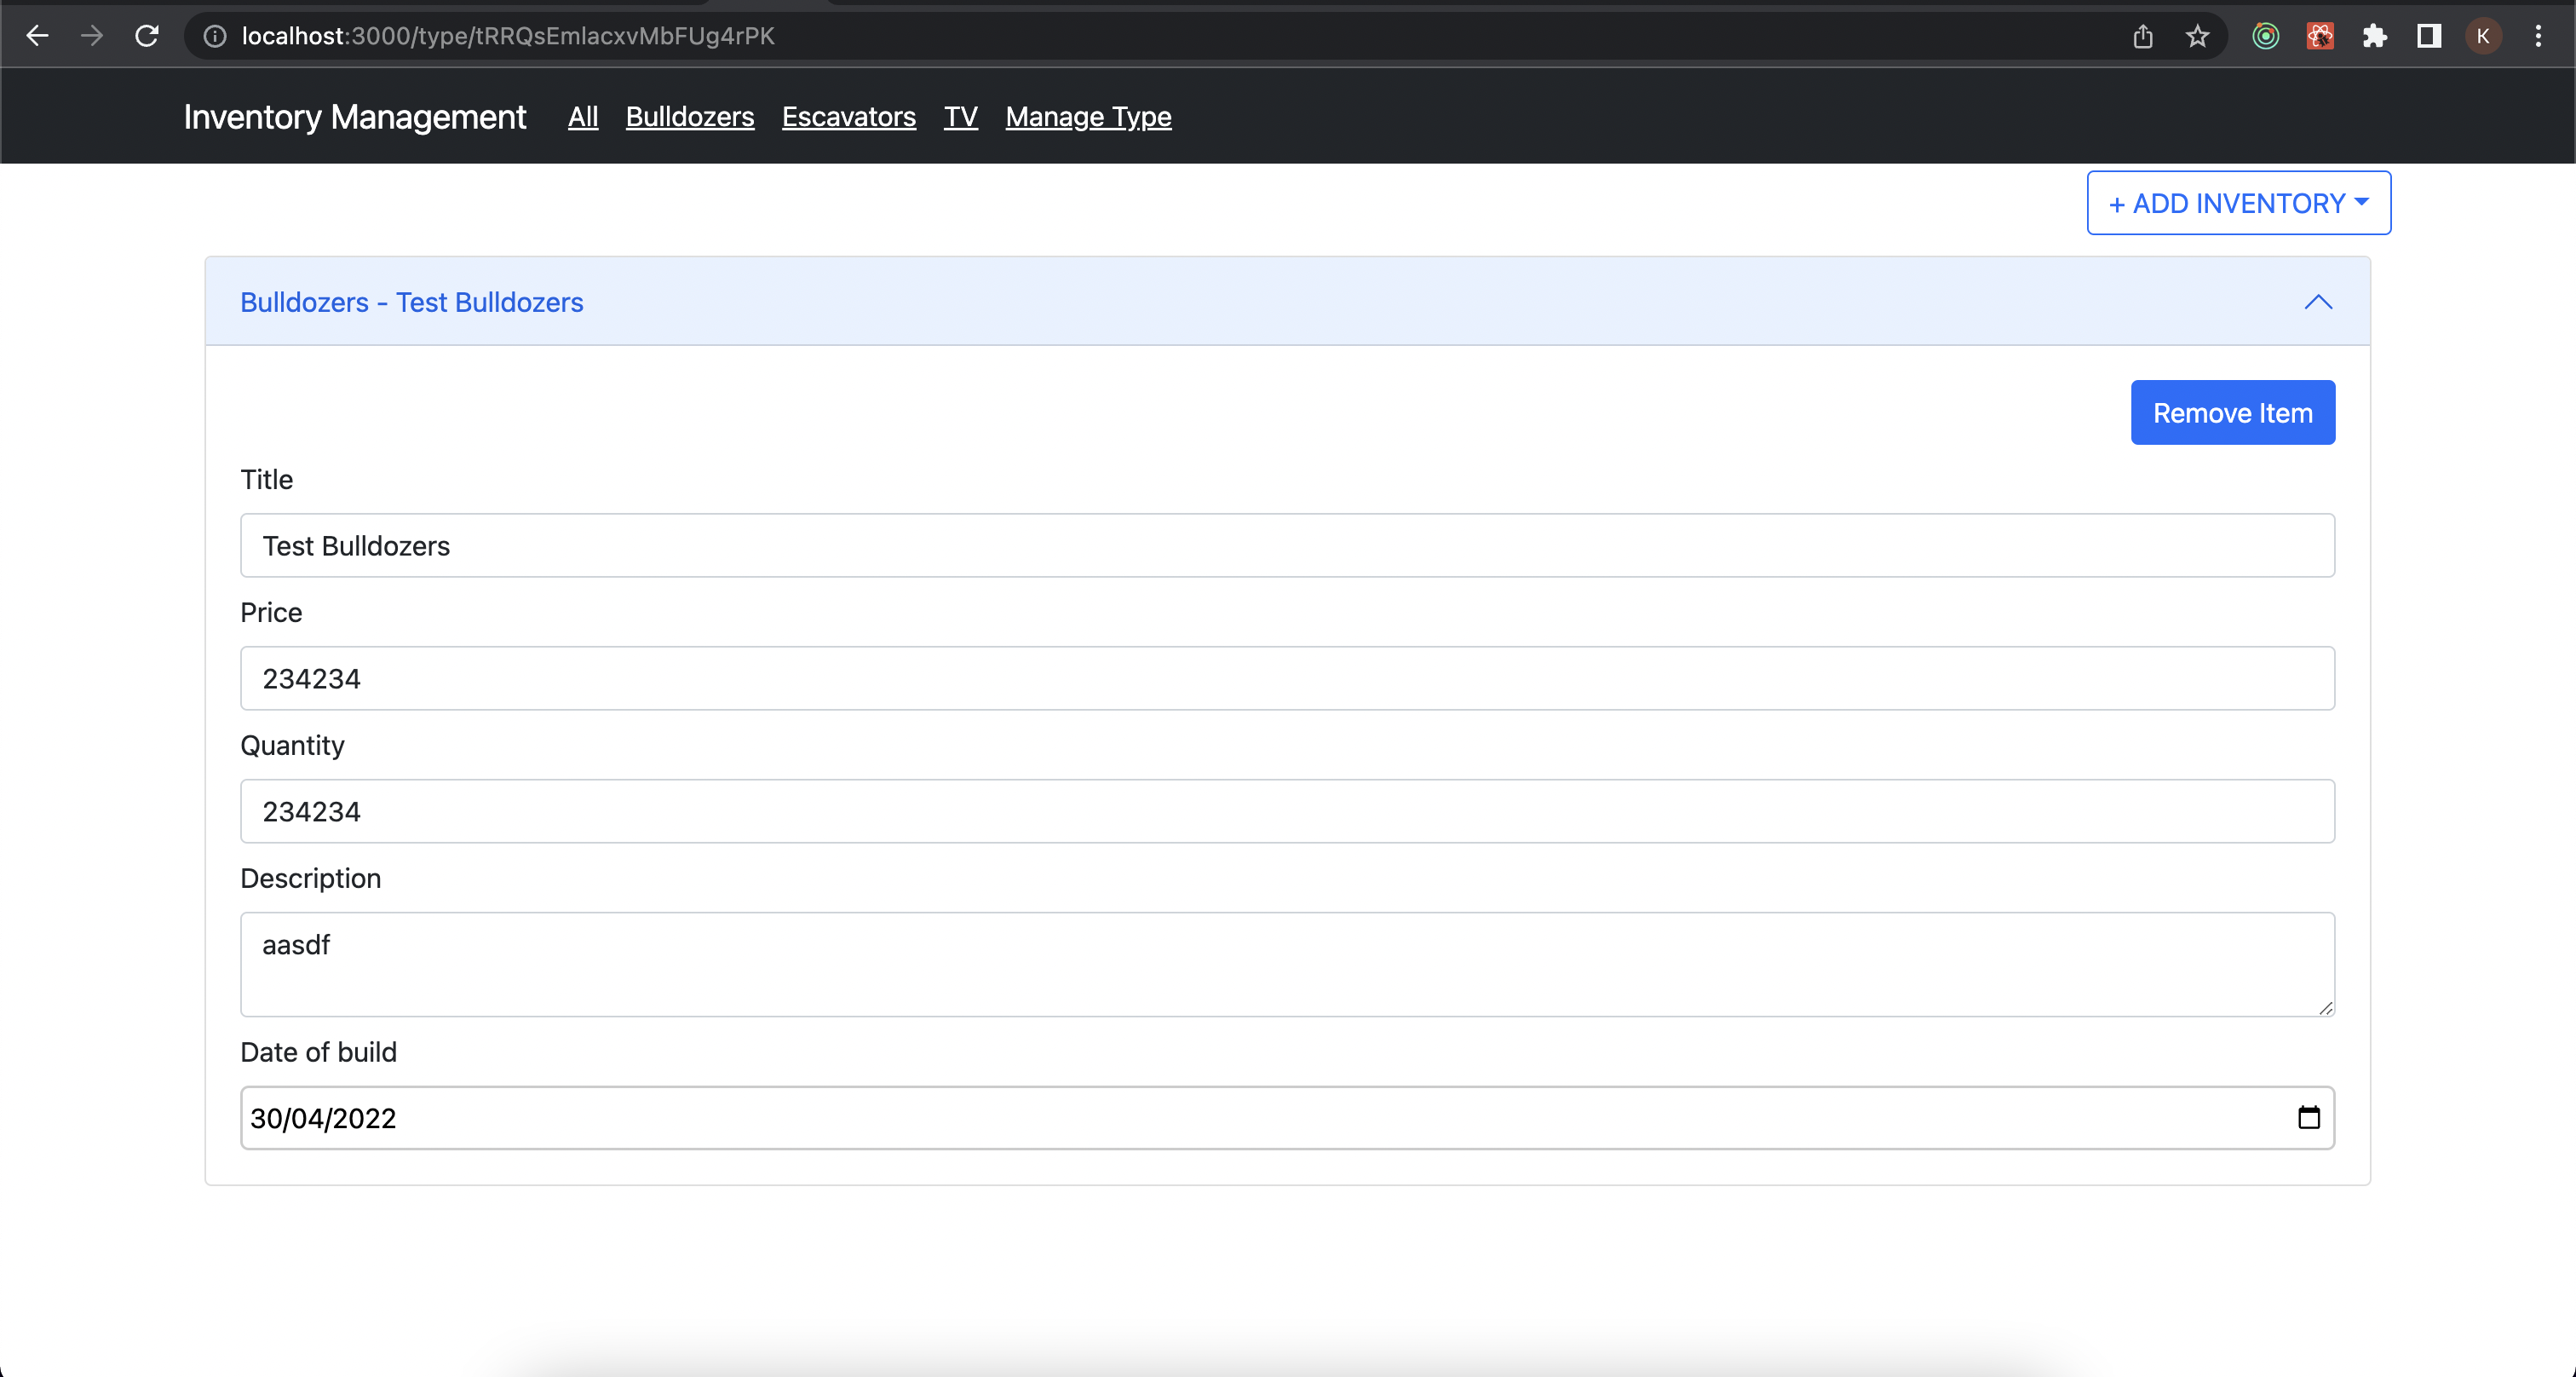 localhost:3000/type/tRRQsEmlacxvMbFUg4rPK
K
Inventory Management All Bulldozers Escavators TV Manage Type
+ ADD INVENTORY
Bulldozers - Test Bulldozers
Remove Item
Title
Test Bulldozers
Price
234234
Quantity
234234
Description
aasdf
Date of build
30/04/2022